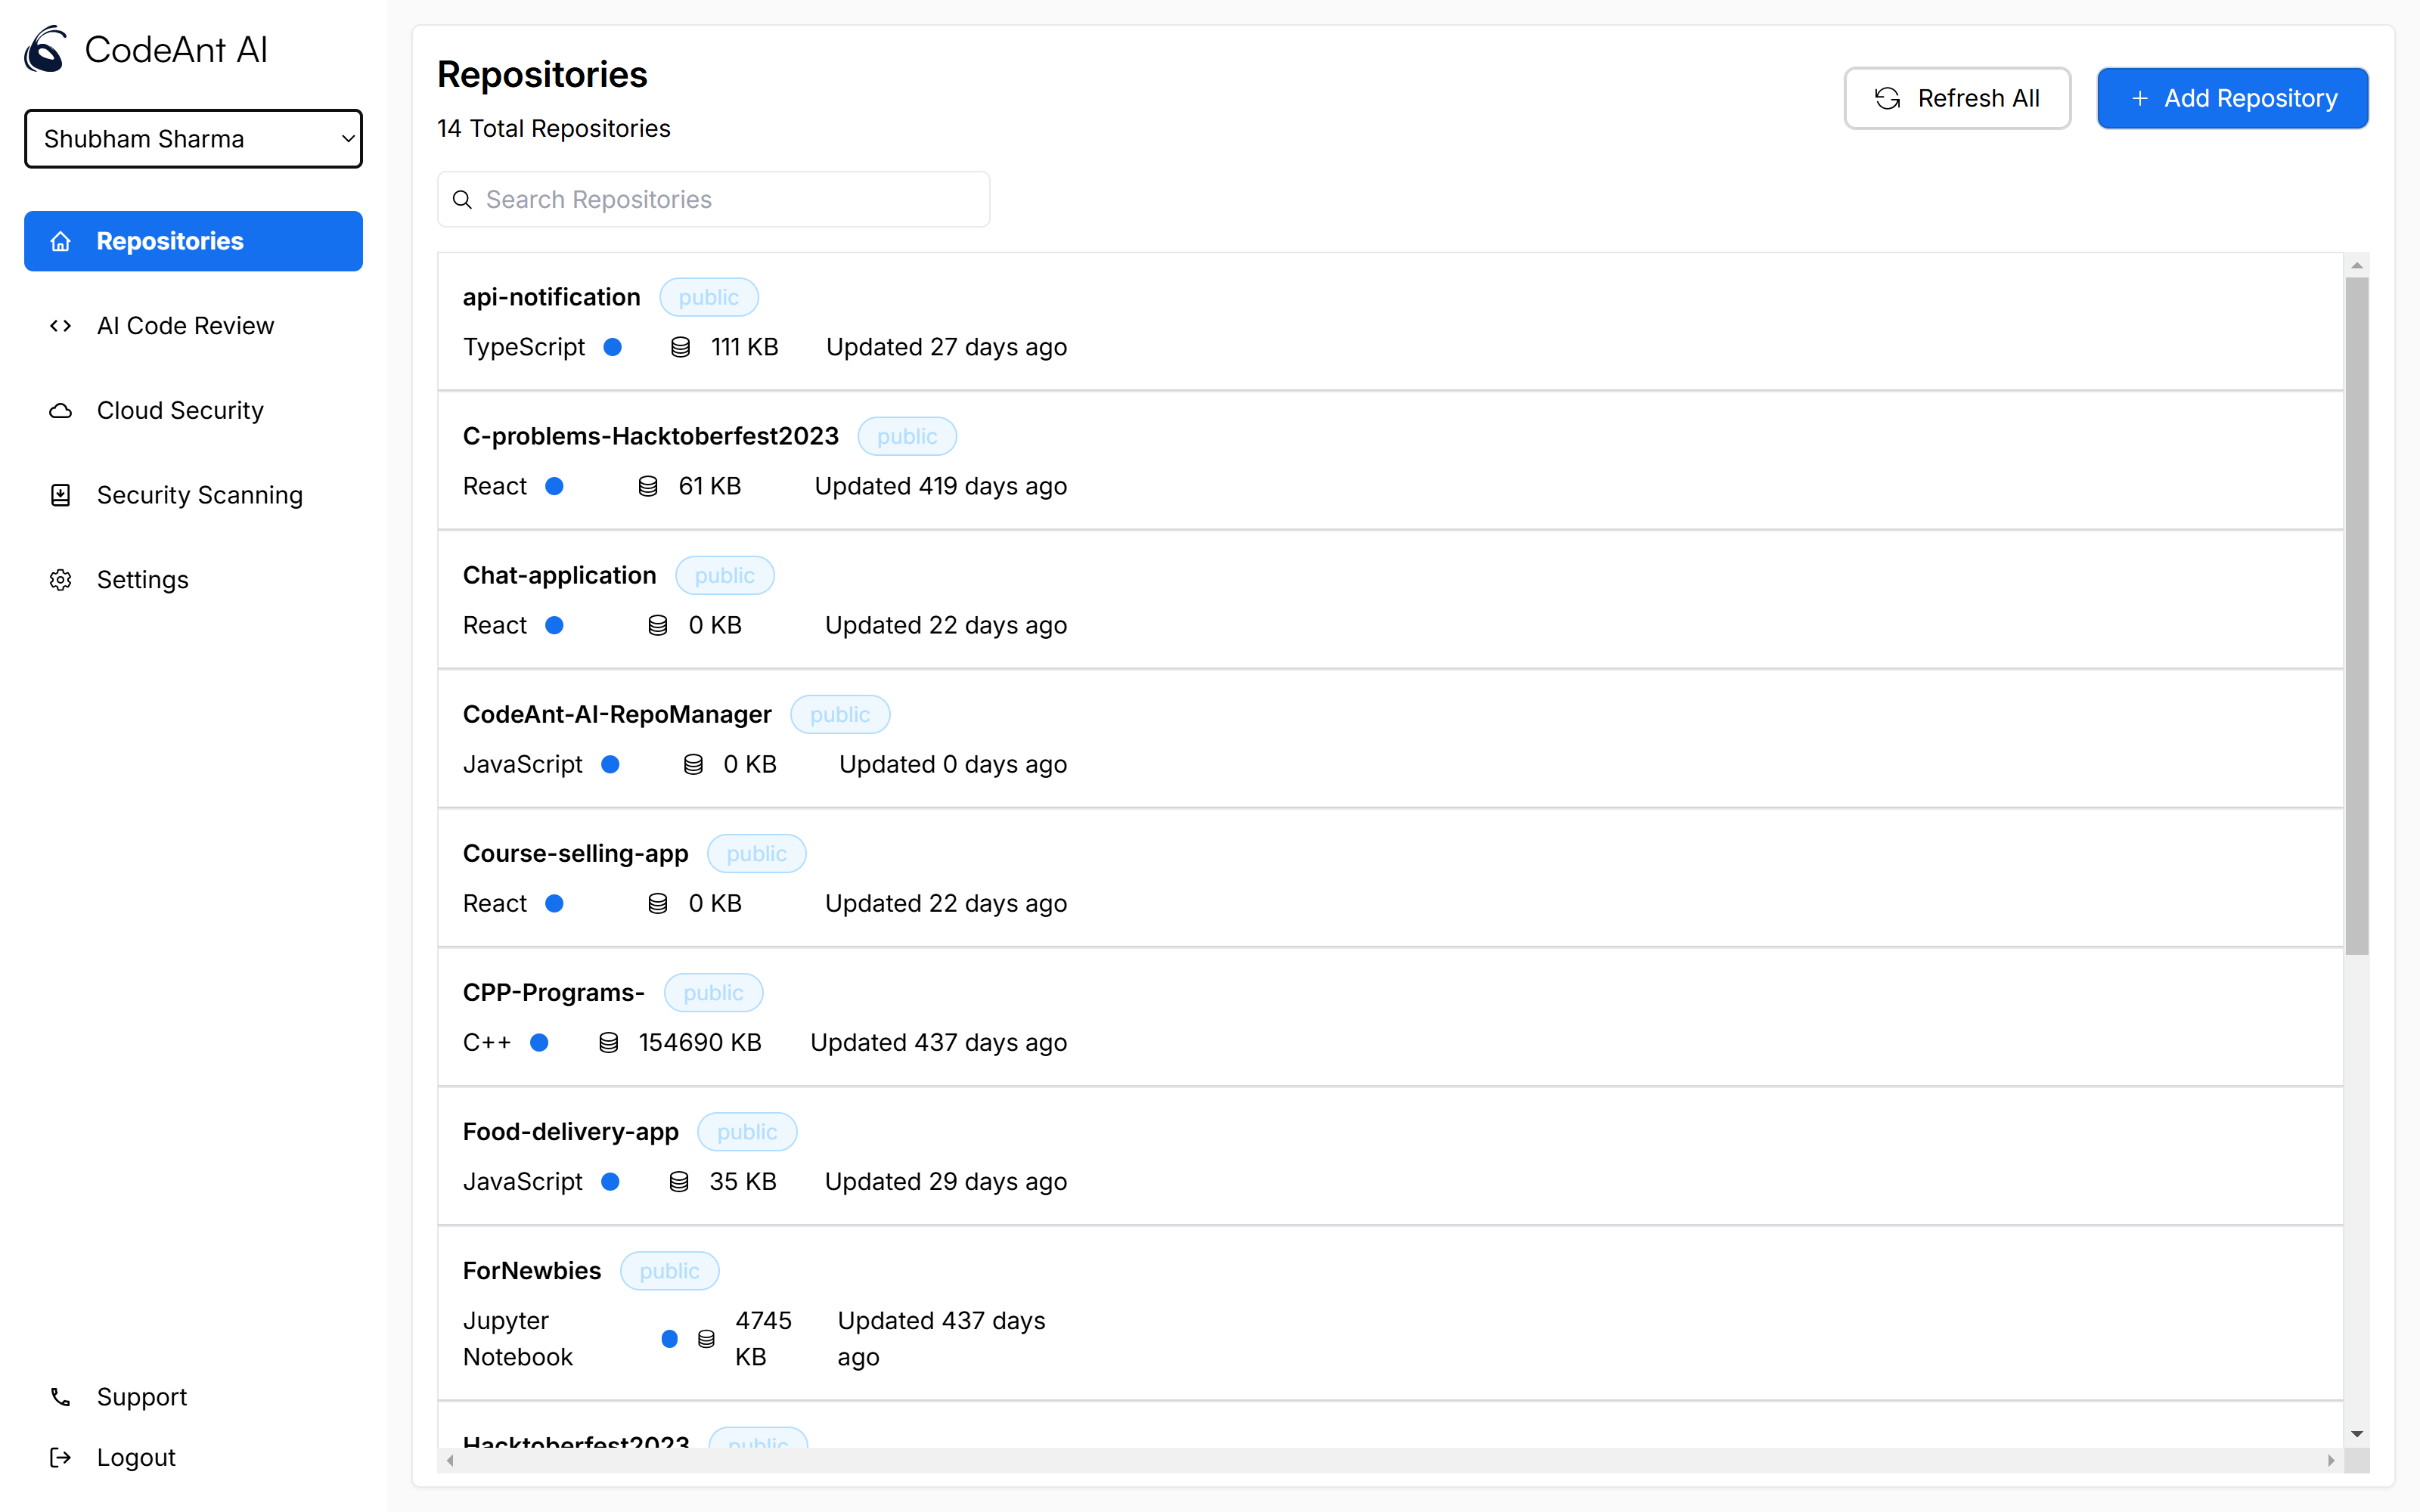 CodeAnt AI
Shubham Sharma
Repositories
AI Code Review
Cloud Security
Security Scanning
Settings
Support
Logout
Repositories
14 Total Repositories
Refresh All
Add Repository
Search Repositories
api-notification public
TypeScript 111 KB Updated 27 days ago
C-problems-Hacktoberfest2023 public
React 61 KB Updated 419 days ago
Chat-application public
React 0 KB Updated 22 days ago
CodeAnt-AI-RepoManager public
JavaScript 0 KB Updated 0 days ago
Course-selling-app public
React 0 KB Updated 22 days ago
CPP-Programs- public
C++ 154690 KB Updated 437 days ago
Food-delivery-app public
JavaScript 35 KB Updated 29 days ago
ForNewbies public
Jupyter Notebook 4745 KB Updated 437 days ago
Hacktoberfest2023 public